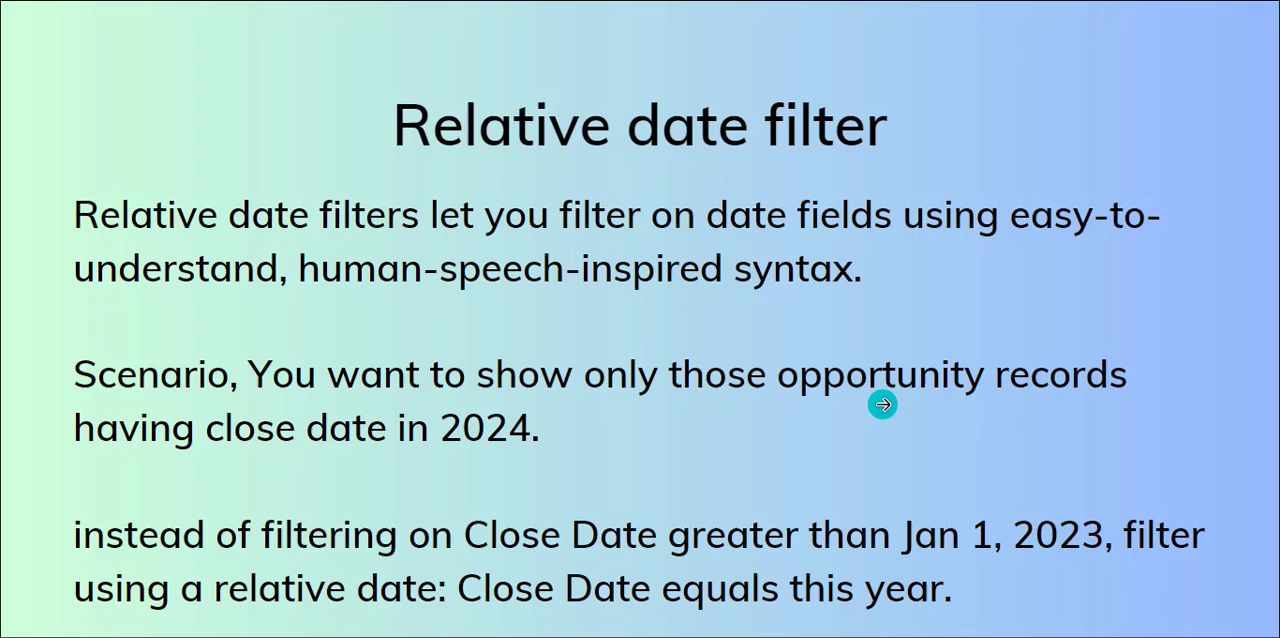 Relative date filter
Relative date filters let you filter on date fields using easy-to-
understand, human-speech-inspired syntax.
Scenario, You want to show only those opportunity records
having close date in 2024.
instead of filtering on Close Date greater than Jan 1, 2023, filter
using a relative date: Close Date equals this year.